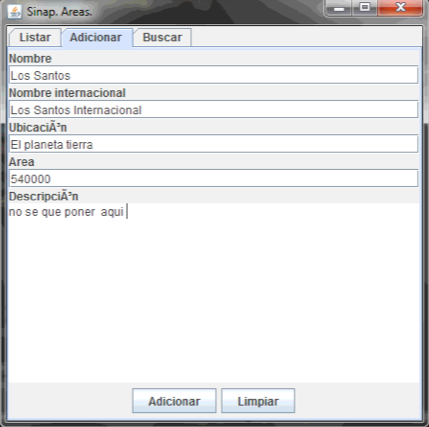 Sinap. Areas.
Listar Adicionar Buscar
Nombre
Los Santos
Nombre internacional
Los Santos Internacional
UbicaciÃ³n
El planeta tierra
Area
540000
DescripciÃ³n
no se que poner  aqui
Adicionar Limpiar